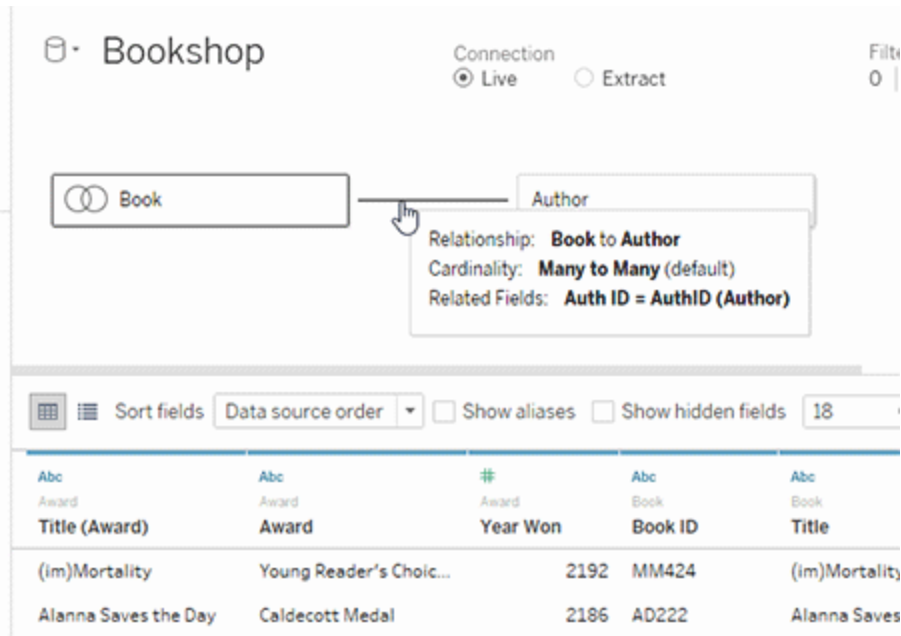 Bookshop
Connection
Live Extract
0
Book
Author
Relationship: Book to Author
Cardinality: Many to Many (default)
Related Fields: Auth ID = AuthID (Author)
Sort fields Data source order Show aliases Show hidden fields 18
Abc Abc # Abc Abc
Award Award Award Book Book
Title (Award) Award Year Won Book ID Title
(im)Mortality Young Reader's Choic... 2192 MM424 (im)Mortality
Alanna Saves the Day Caldecott Medal 2186 AD222 Alanna Saves